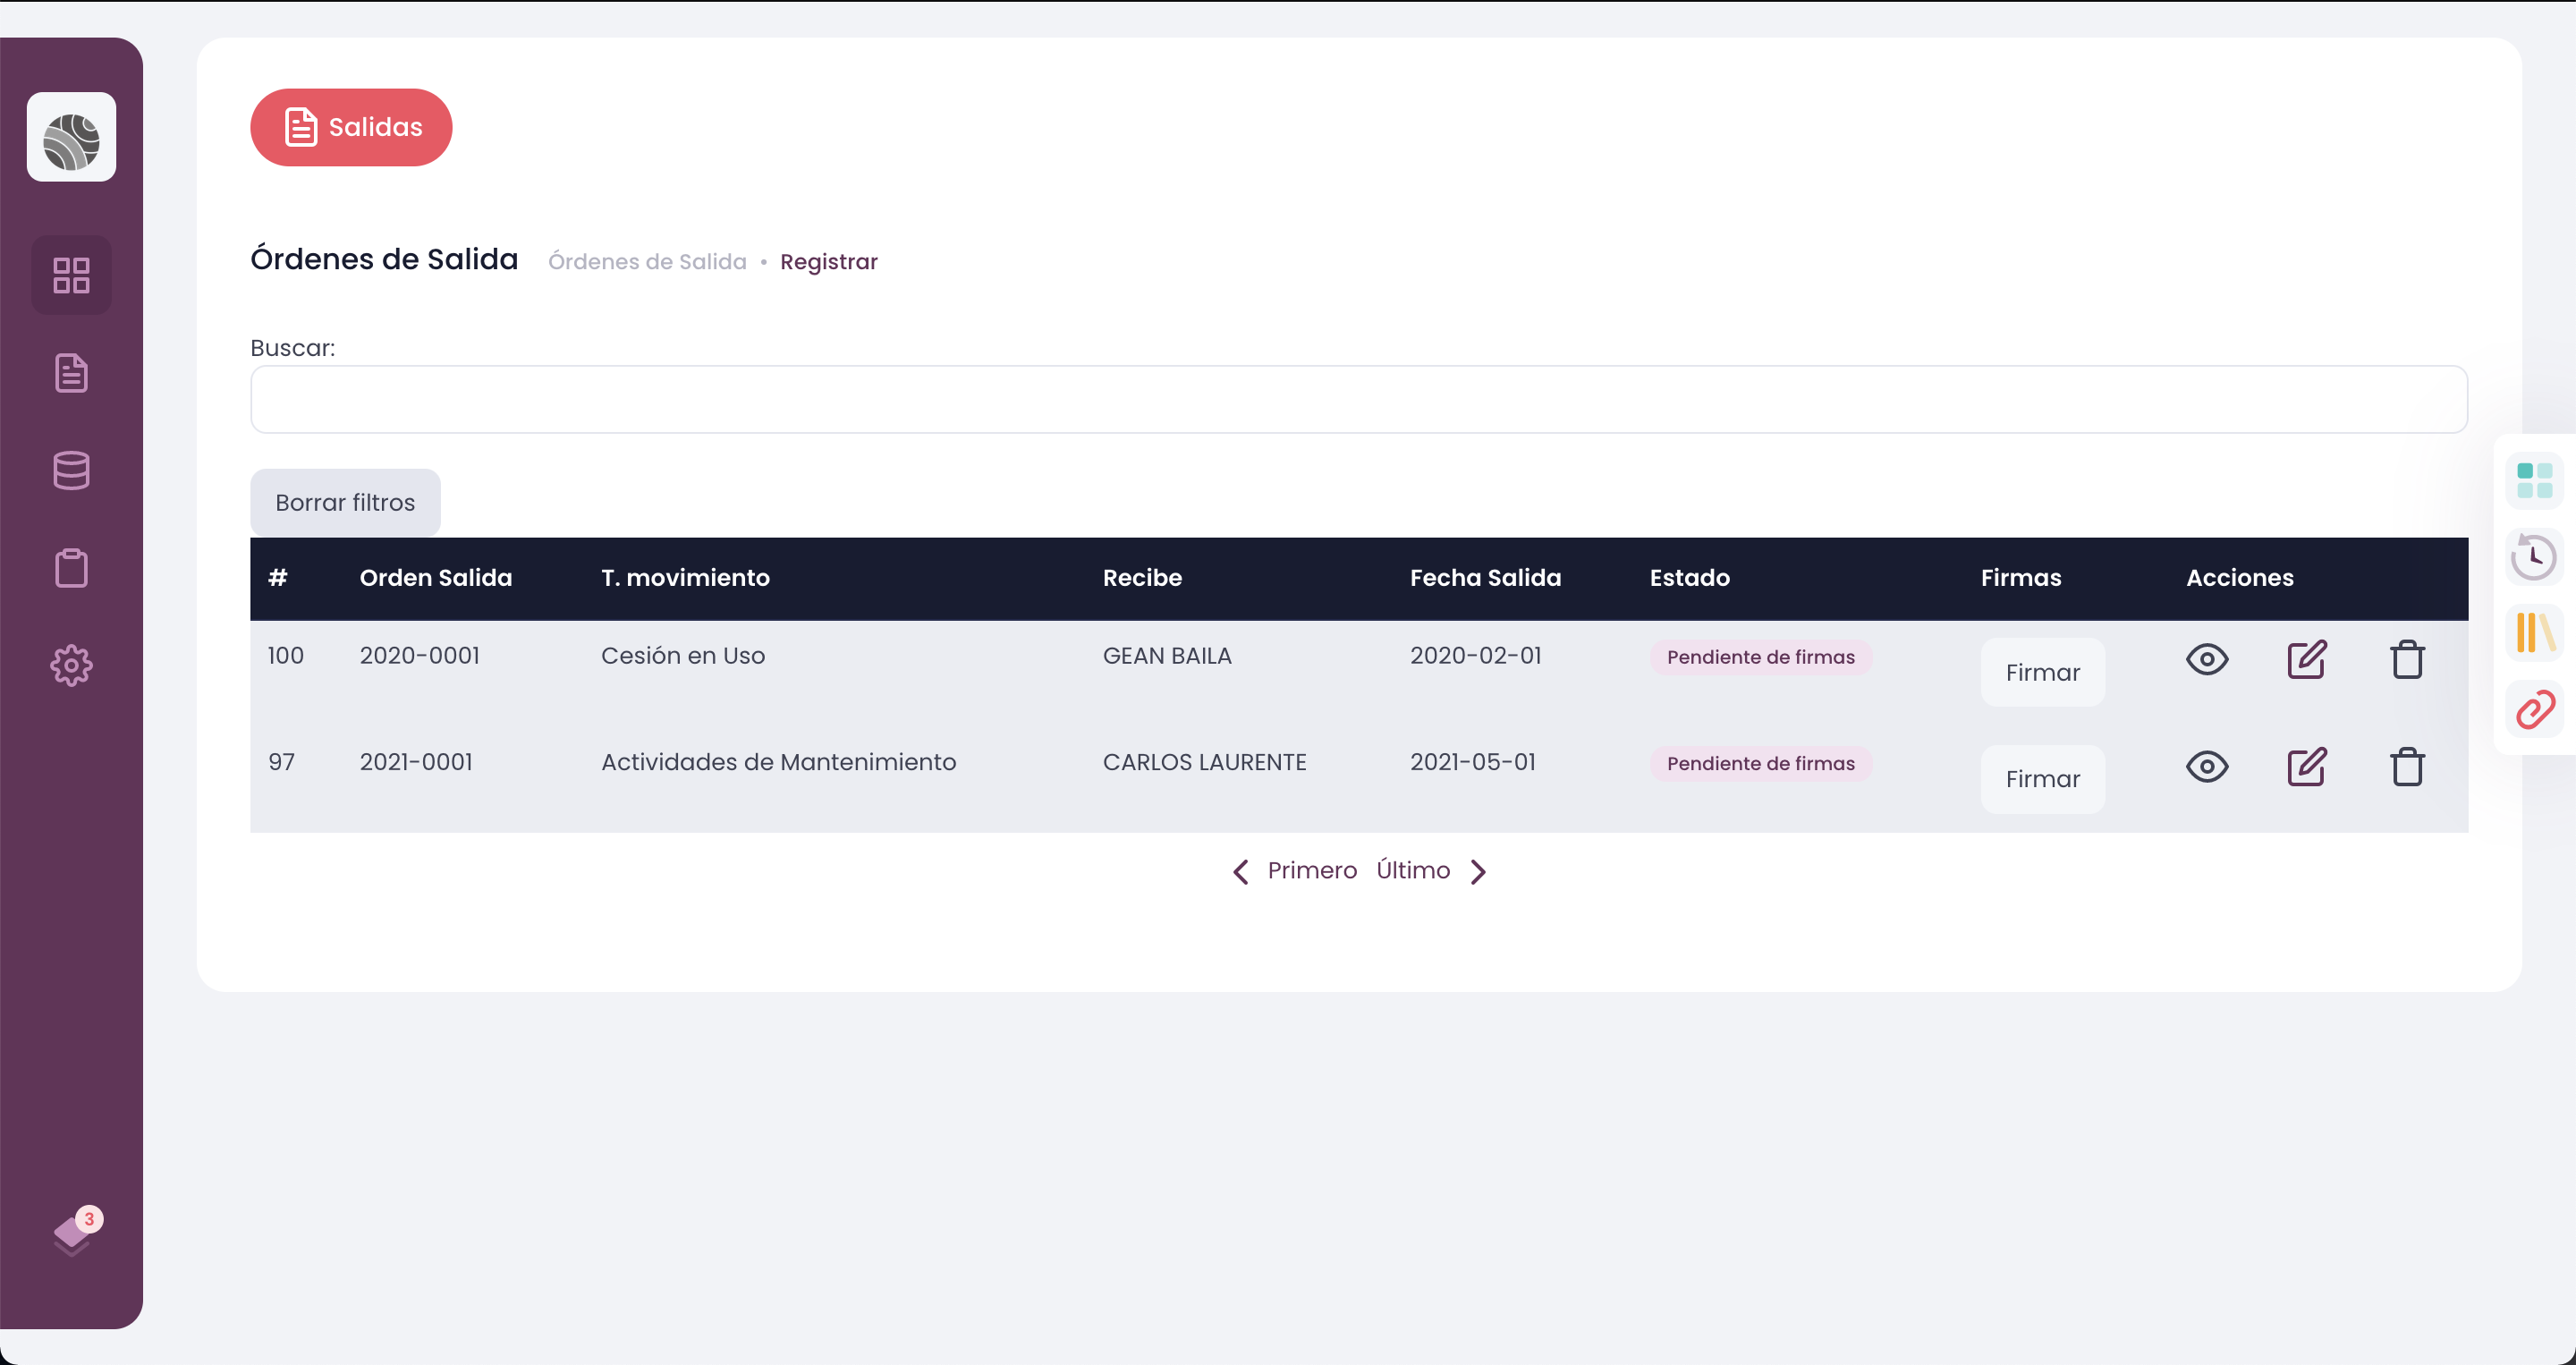 Salidas
Órdenes de Salida Órdenes de Salida • Registrar
Buscar:
Borrar filtros
# Orden Salida T. movimiento Recibe Fecha Salida Estado Firmas Acciones
100 2020-0001 Cesión en Uso GEAN BAILA 2020-02-01 Pendiente de firmas Firmar
97 2021-0001 Actividades de Mantenimiento CARLOS LAURENTE 2021-05-01 Pendiente de firmas Firmar
Primero Último
3